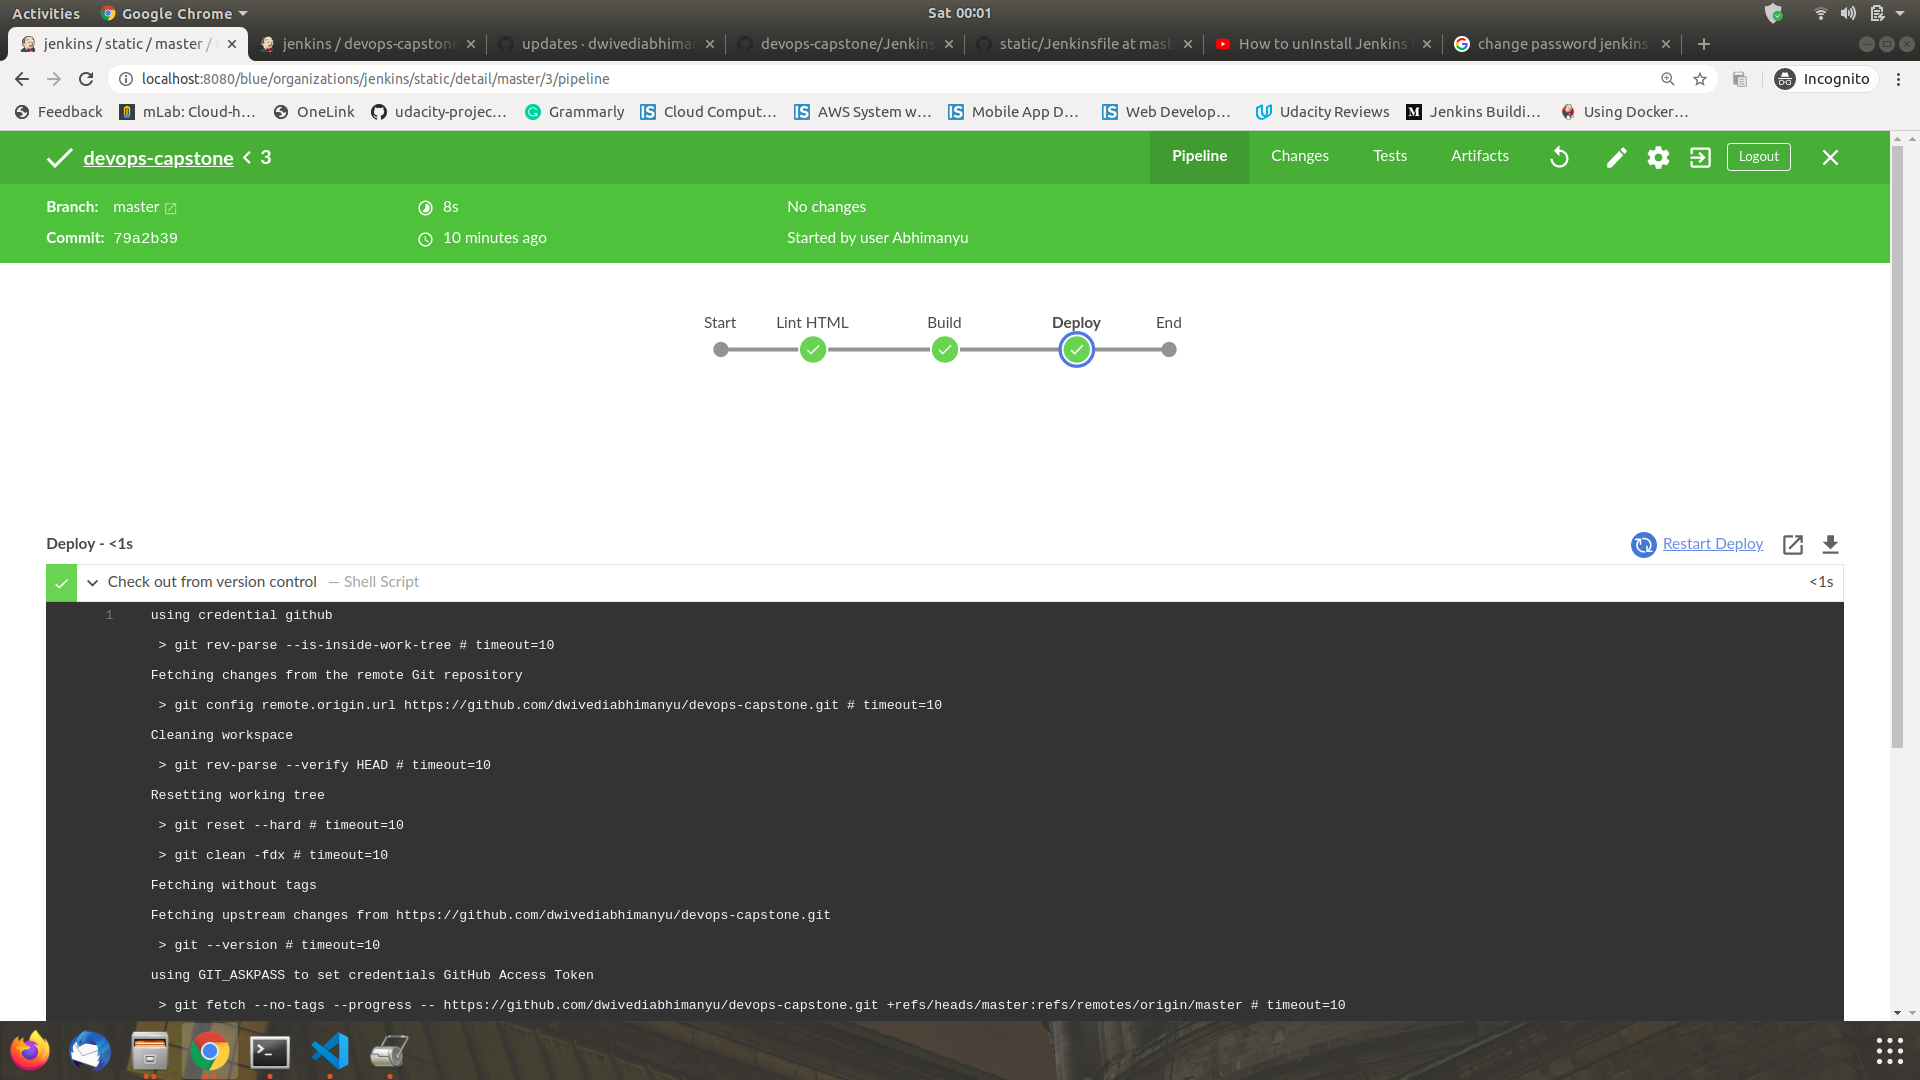 Activities
Google Chrome
Sat 00:01
jenkins / static / master /
jenkins / devops-capstone
updates · dwivediabhima
devops-capstone/Jenkins
static/Jenkinsfile at mast
How to unInstall Jenkins
change password jenkins
localhost:8080/blue/organizations/jenkins/static/detail/master/3/pipeline
Incognito
Feedback
mLab: Cloud-h...
OneLink
udacity-projec...
Grammarly
Cloud Comput...
AWS System w...
Mobile App D...
Web Develop...
Udacity Reviews
Jenkins Buildi...
Using Docker...
devops-capstone < 3
Pipeline
Changes
Tests
Artifacts
Logout
Branch: master
8s
No changes
Commit: 79a2b39
10 minutes ago
Started by user Abhimanyu
Start
Lint HTML
Build
Deploy
End
Deploy - <1s
Restart Deploy
Check out from version control — Shell Script
<1s
1 using credential github
> git rev-parse --is-inside-work-tree # timeout=10
Fetching changes from the remote Git repository
> git config remote.origin.url https://github.com/dwivediabhimanyu/devops-capstone.git # timeout=10
Cleaning workspace
> git rev-parse --verify HEAD # timeout=10
Resetting working tree
> git reset --hard # timeout=10
> git clean -fdx # timeout=10
Fetching without tags
Fetching upstream changes from https://github.com/dwivediabhimanyu/devops-capstone.git
> git --version # timeout=10
using GIT_ASKPASS to set credentials GitHub Access Token
> git fetch --no-tags --progress -- https://github.com/dwivediabhimanyu/devops-capstone.git +refs/heads/master:refs/remotes/origin/master # timeout=10